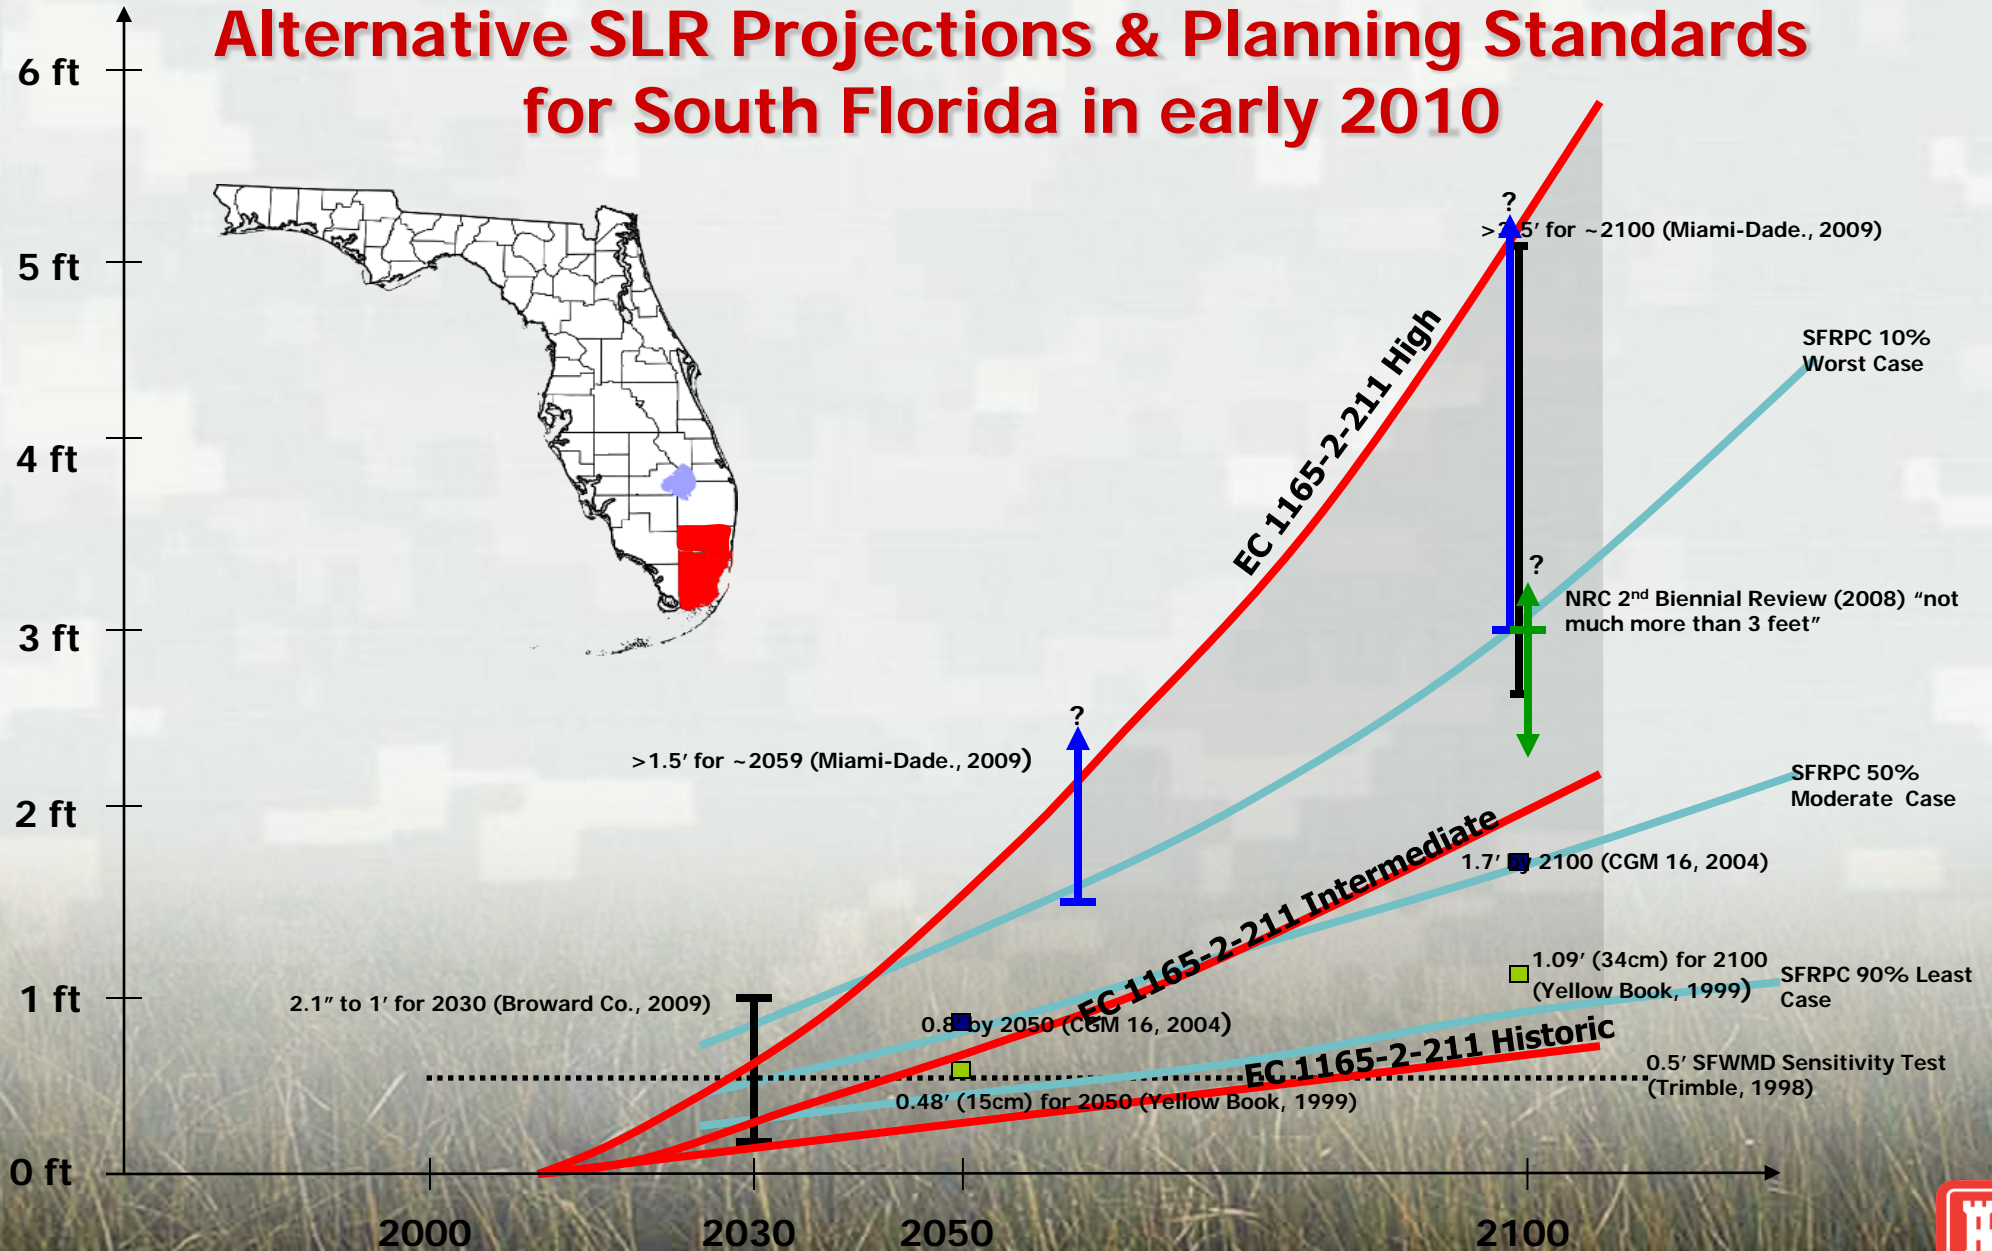 Alternative SLR Projections & Planning Standards
for South Florida in early 2010
6 ft
5 ft
4 ft
3 ft
2 ft
1 ft
0 ft
?
for ~2100 (Miami-Dade., 2009)
SFRPC 10%
Worst Case
EC 1165-2-211 High
?
NRC 2nd Biennial Review (2008) “not
much more than 3 feet”
?
>1.5’ for ~2059 (Miami-Dade., 2009)
SFRPC 50%
Moderate Case
EC 1165-2-211 Intermediate
1.7’ by 2100 (CGM 16, 2004)
1.09’ (34cm) for 2100
(Yellow Book, 1999)
SFRPC 90% Least
Case
2.1” to 1’ for 2030 (Broward Co., 2009)
0.8’ by 2050 (CGM 16, 2004)
EC 1165-2-211 Historic
0.5’ SFWMD Sensitivity Test
(Trimble, 1998)
0.48’ (15cm) for 2050 (Yellow Book, 1999)
2000
2030
2050
2100